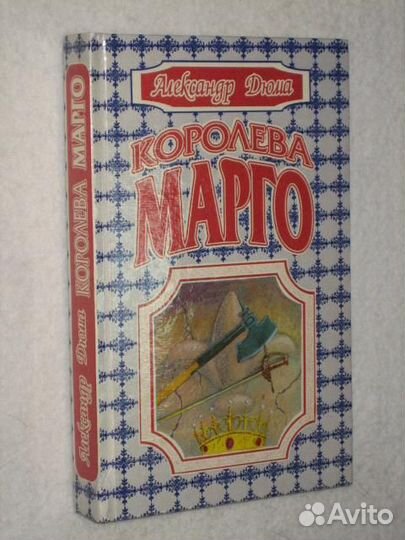 Александр Дюма
КОРОЛЕВА
МАРГО
Александр Дюма КОРОЛЕВА МАРГО
Avito